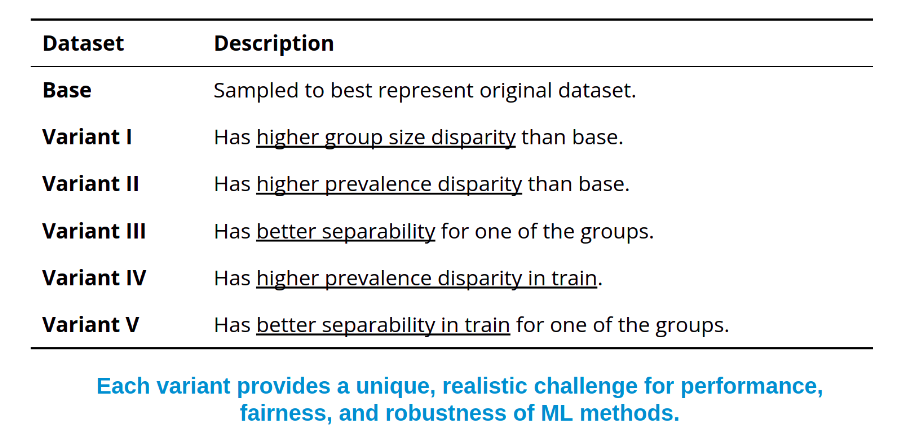 Dataset Description
Base Sampled to best represent original dataset.
Variant I Has higher group size disparity than base.
Variant II Has higher prevalence disparity than base.
Variant III Has better separability for one of the groups.
Variant IV Has higher prevalence disparity in train.
Variant V Has better separability in train for one of the groups.
Each variant provides a unique, realistic challenge for performance,
fairness, and robustness of ML methods.